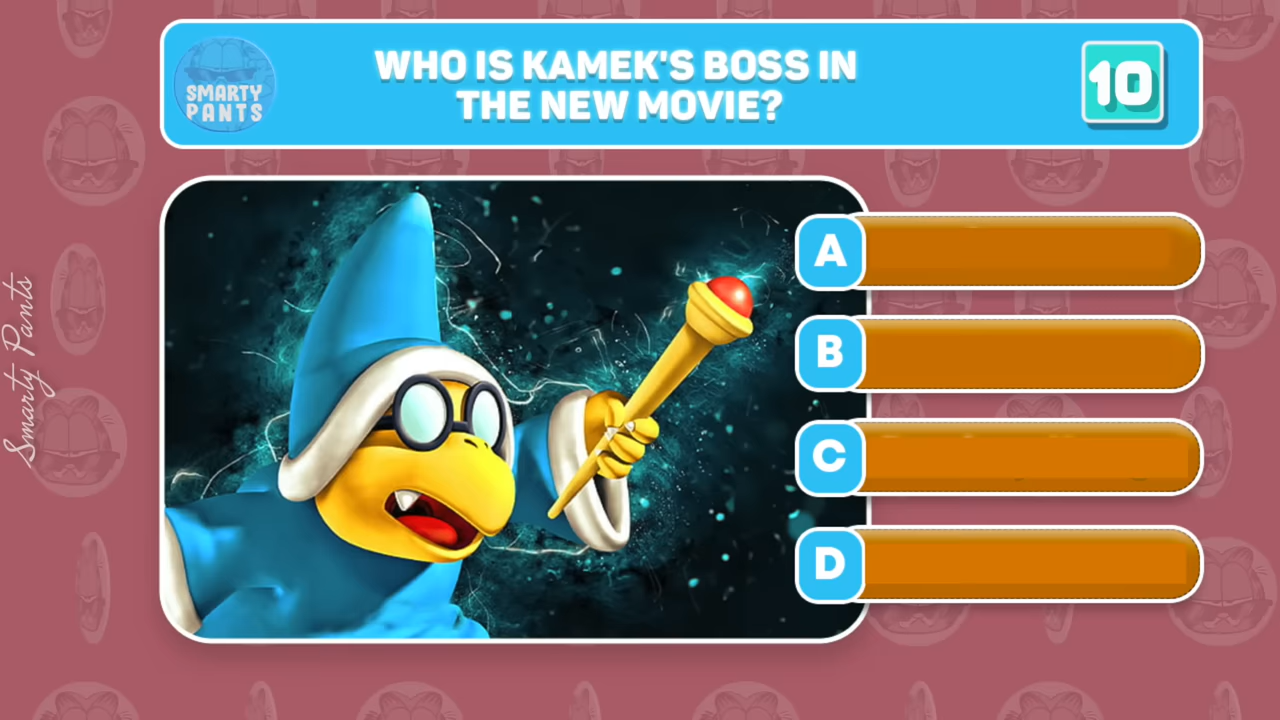 WHO IS KAMEK'S BOSS IN
THE NEW MOVIE?
SMARTY
PANTS
10
A
B
C
D
Smarty Pants